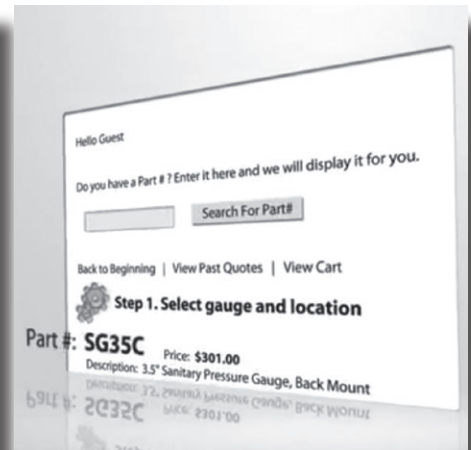 Hello Guest
Do you have a Part # ? Enter it here and we will display it for you.
Search For Part#
Back to Beginning | View Past Quotes | View Cart
Step 1. Select gauge and location
Part #: SG35C Price: $301.00
Description: 3.5" Sanitary Pressure Gauge, Back Mount